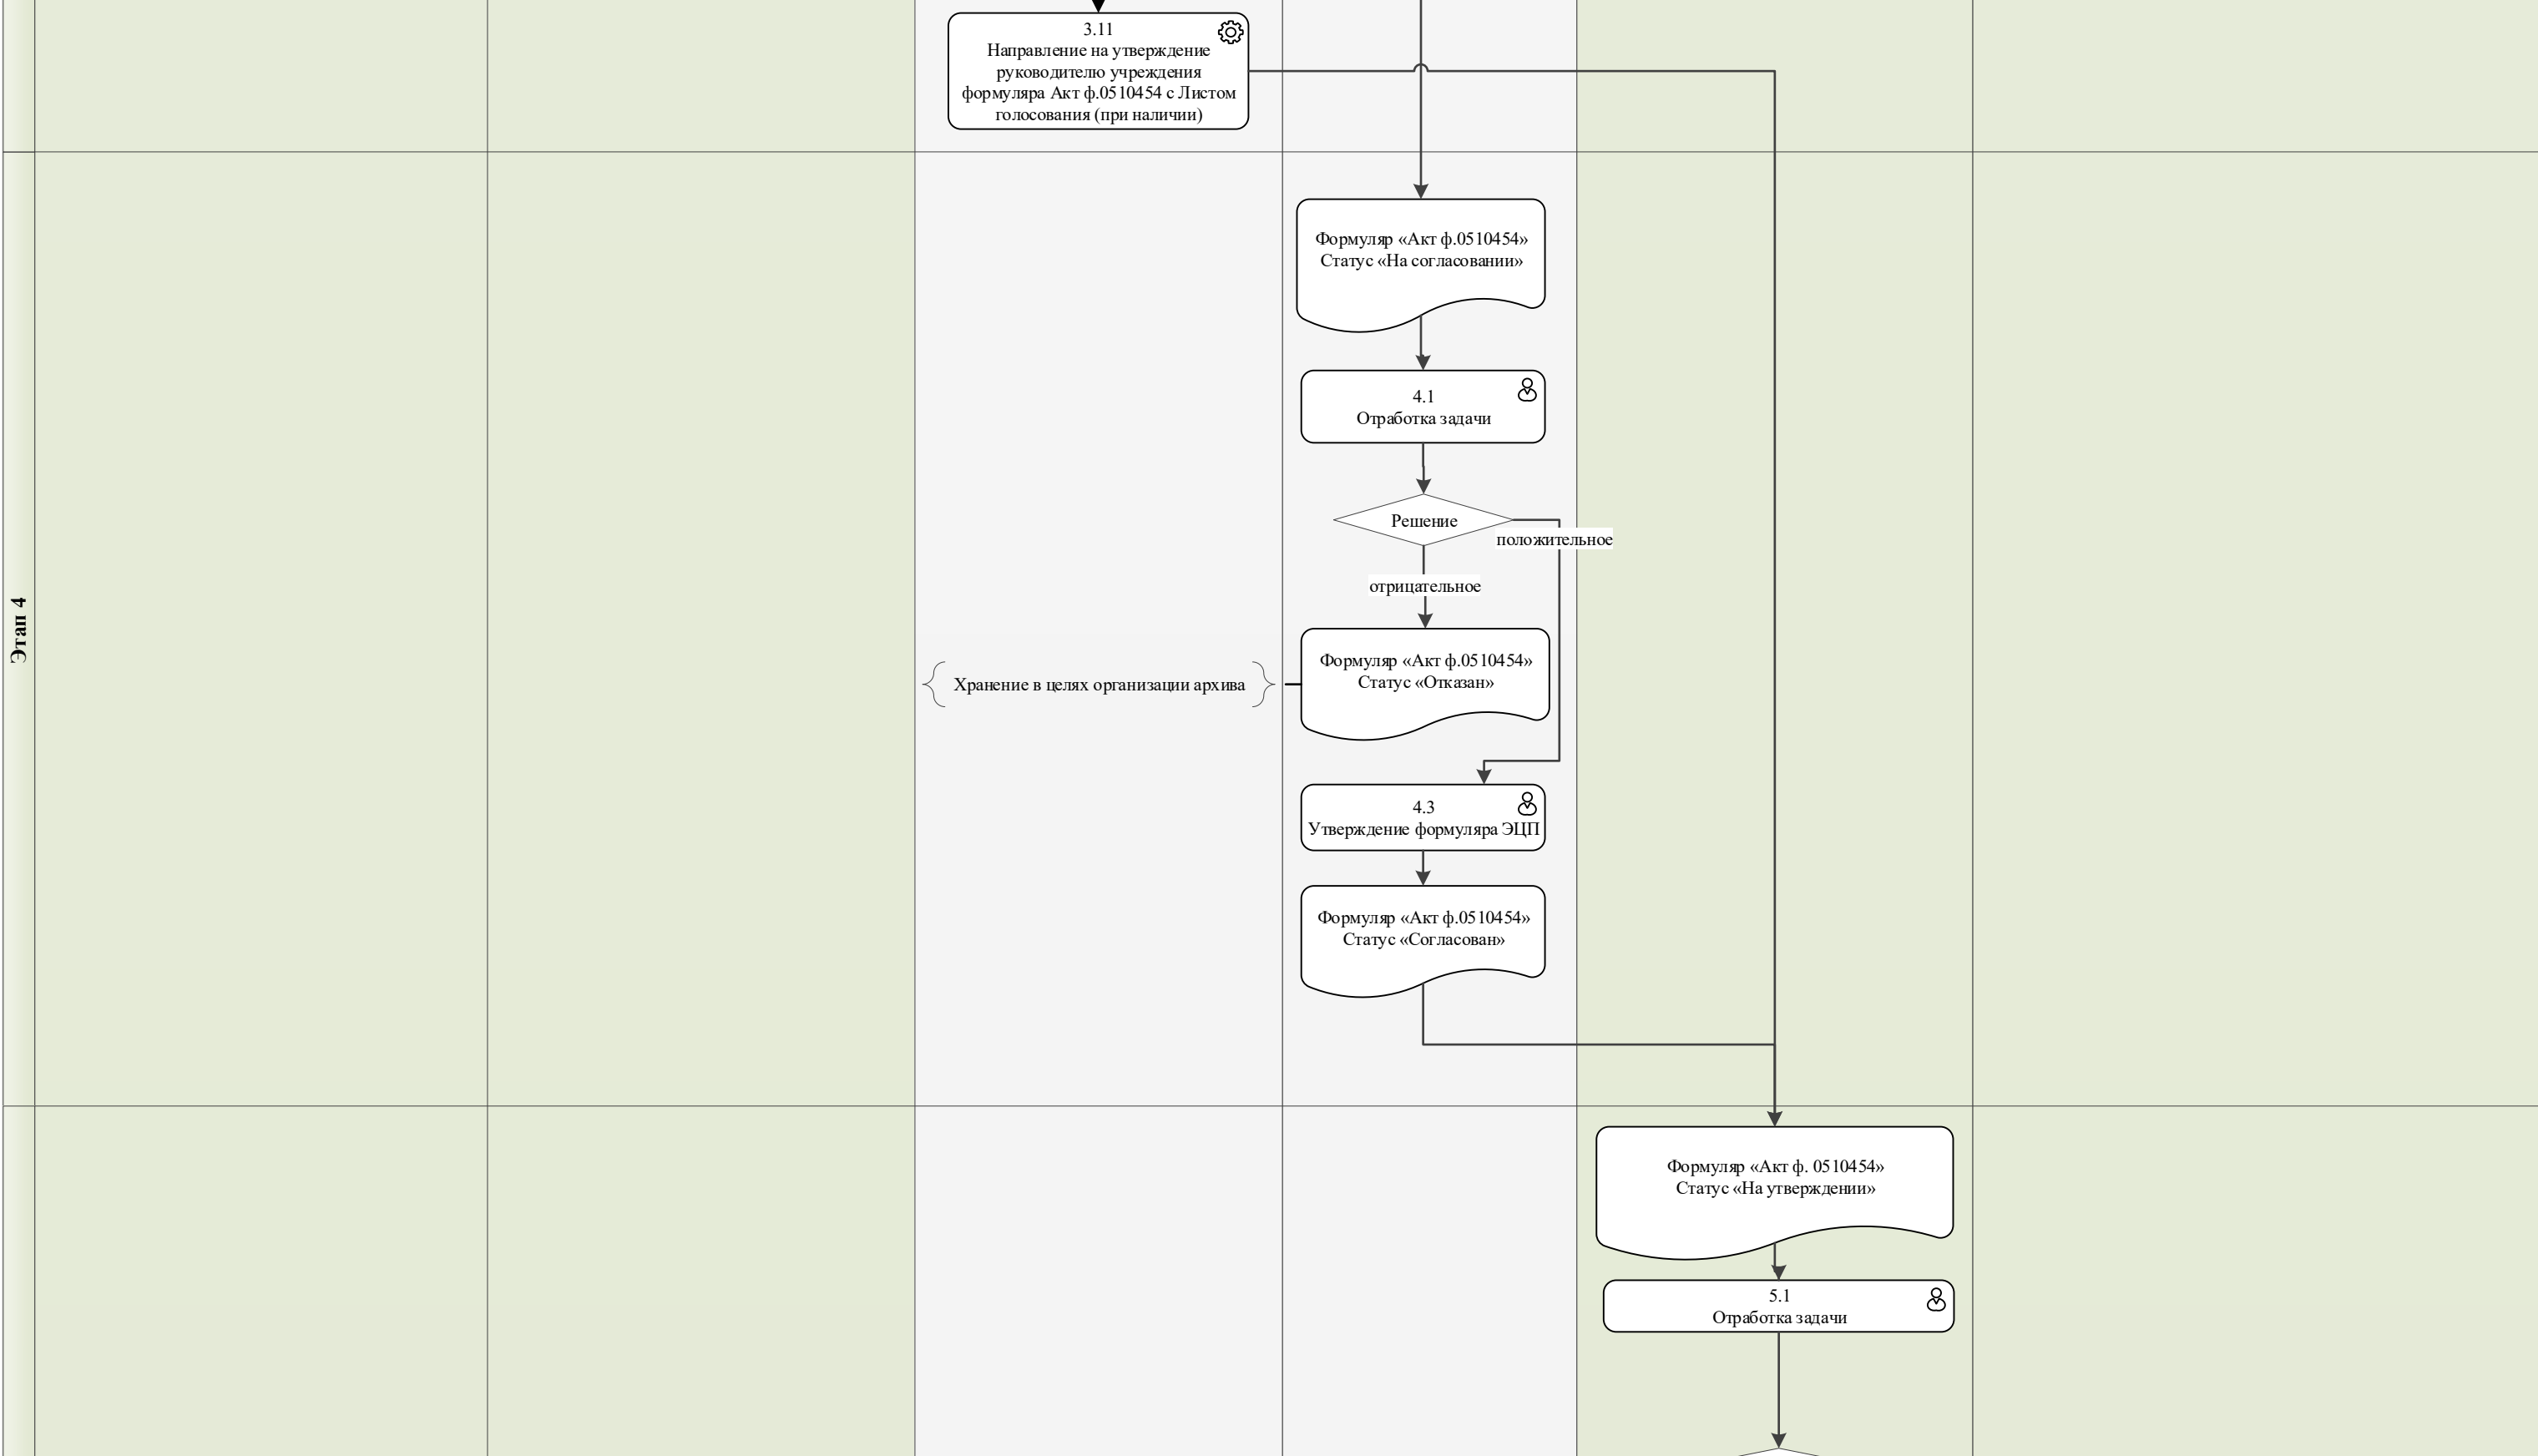 3.11
Направление на утверждение
руководителю учреждения
формуляра Акт ф.0510454 с Листом
голосования (при наличии)
Этап 4
Формуляр «Акт ф.0510454»
Статус «На согласовании»
4.1
Отработка задачи
Решение
положительное
отрицательное
Формуляр «Акт ф.0510454»
Статус «Отказан»
Хранение в целях организации архива
4.3
Утверждение формуляра ЭЦП
Формуляр «Акт ф.0510454»
Статус «Согласован»
Формуляр «Акт ф. 0510454»
Статус «На утверждении»
5.1
Отработка задачи